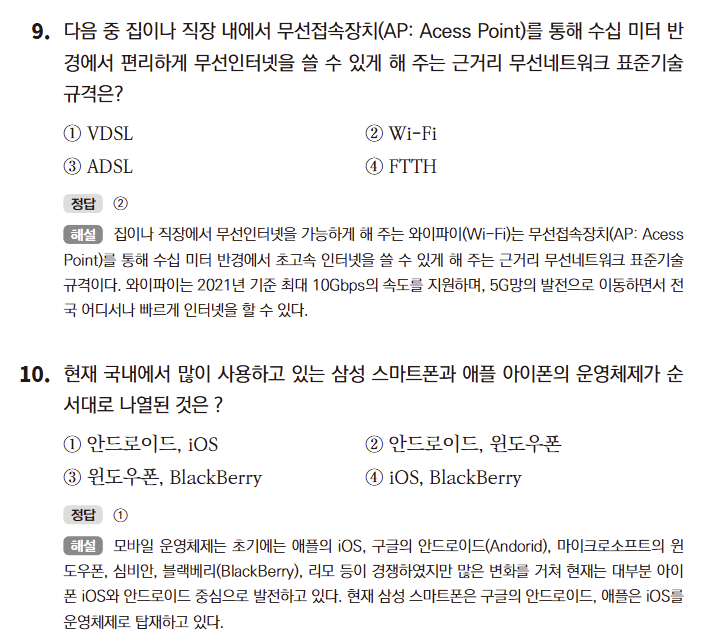 9. 다음 중 집이나 직장 내에서 무선접속장치(AP: Acess Point)를 통해 수십 미터 반
경에서 편리하게 무선인터넷을 쓸 수 있게 해 주는 근거리 무선네트워크 표준기술
규격은?
① VDSL ② Wi-Fi
③ ADSL ④ FTTH
정답 ②
해설 집이나 직장에서 무선인터넷을 가능하게 해 주는 와이파이(Wi-Fi)는 무선접속장치(AP: Acess
Point)를 통해 수십 미터 반경에서 초고속 인터넷을 쓸 수 있게 해 주는 근거리 무선네트워크 표준기술
규격이다. 와이파이는 2021년 기준 최대 10Gbps의 속도를 지원하며, 5G망의 발전으로 이동하면서 전
국 어디서나 빠르게 인터넷을 할 수 있다.
10. 현재 국내에서 많이 사용하고 있는 삼성 스마트폰과 애플 아이폰의 운영체제가 순
서대로 나열된 것은 ?
① 안드로이드, iOS ② 안드로이드, 윈도우폰
③ 윈도우폰, BlackBerry ④ iOS, BlackBerry
정답 ①
해설 모바일 운영체제는 초기에는 애플의 iOS, 구글의 안드로이드(Andorid), 마이크로소프트의 윈
도우폰, 심비안, 블랙베리(BlackBerry), 리모 등이 경쟁하였지만 많은 변화를 거쳐 현재는 대부분 아이
폰 iOS와 안드로이드 중심으로 발전하고 있다. 현재 삼성 스마트폰은 구글의 안드로이드, 애플은 iOS를
운영체제로 탑재하고 있다.